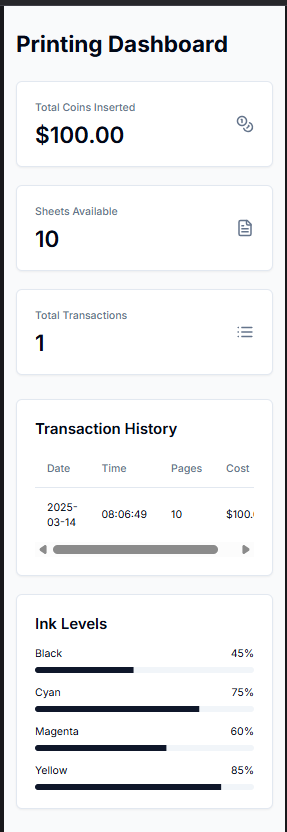 Printing Dashboard
Total Coins Inserted
$100.00
Sheets Available
10
Total Transactions
1
Transaction History
Date Time Pages Cost
2025-
03-14 08:06:49 10 $100.
Ink Levels
Black 45%
Cyan 75%
Magenta 60%
Yellow 85%